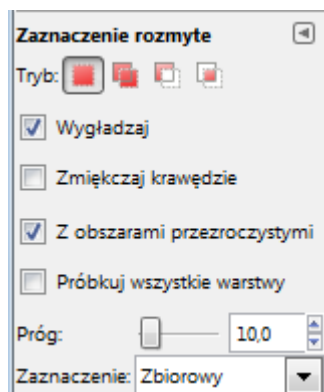 Zaznaczenie rozmyte
Tryb:
Wygładzaj
Zmiękczaj krawędzie
Z obszarami przezroczystymi
Próbkuj wszystkie warstwy
Próg: 10,0
Zaznaczenie: Zbiorowy